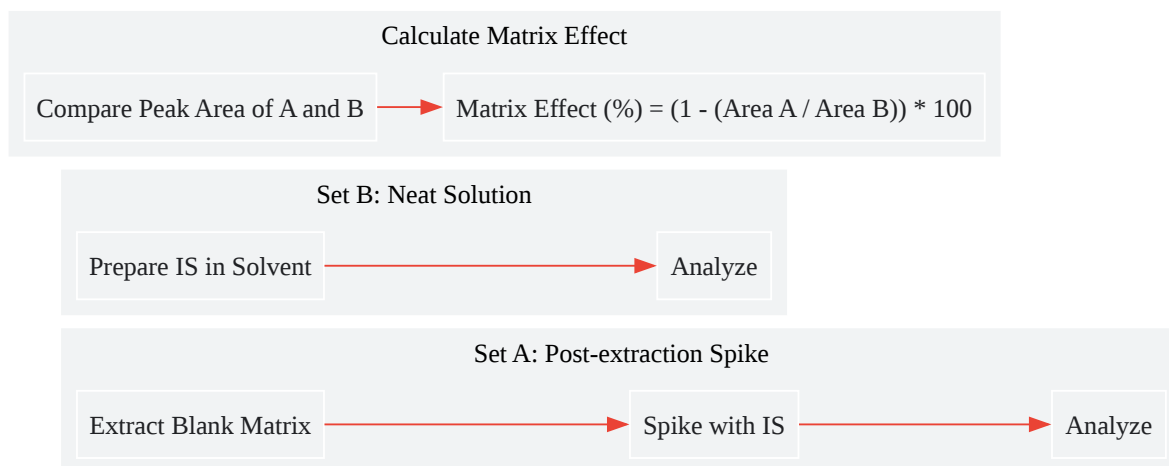 Calculate Matrix Effect
Compare Peak Area of A and B
Matrix Effect (%) = (1 - (Area A / Area B)) * 100
Set B: Neat Solution
Prepare IS in Solvent
Analyze
Set A: Post-extraction Spike
Extract Blank Matrix
Spike with IS
Analyze